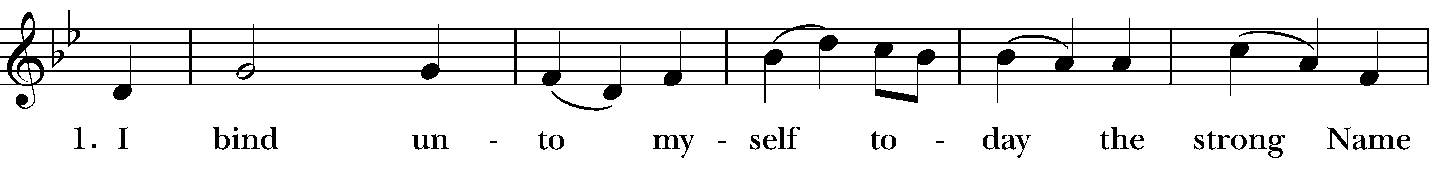 1. I bind un - to my - self to - day the strong Name